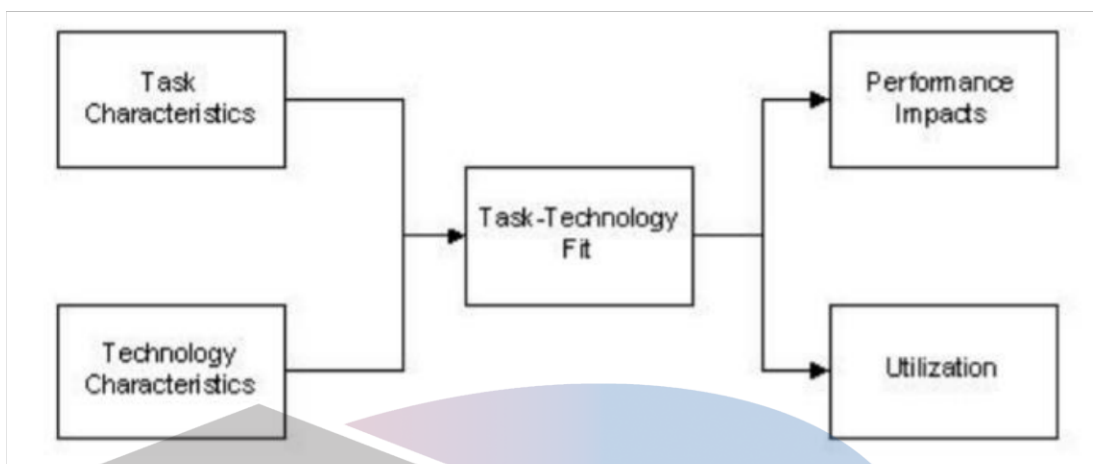 Task
Characteristics
Performance
Impacts
Task-Technology
Fit
Technology
Characteristics
Utilization